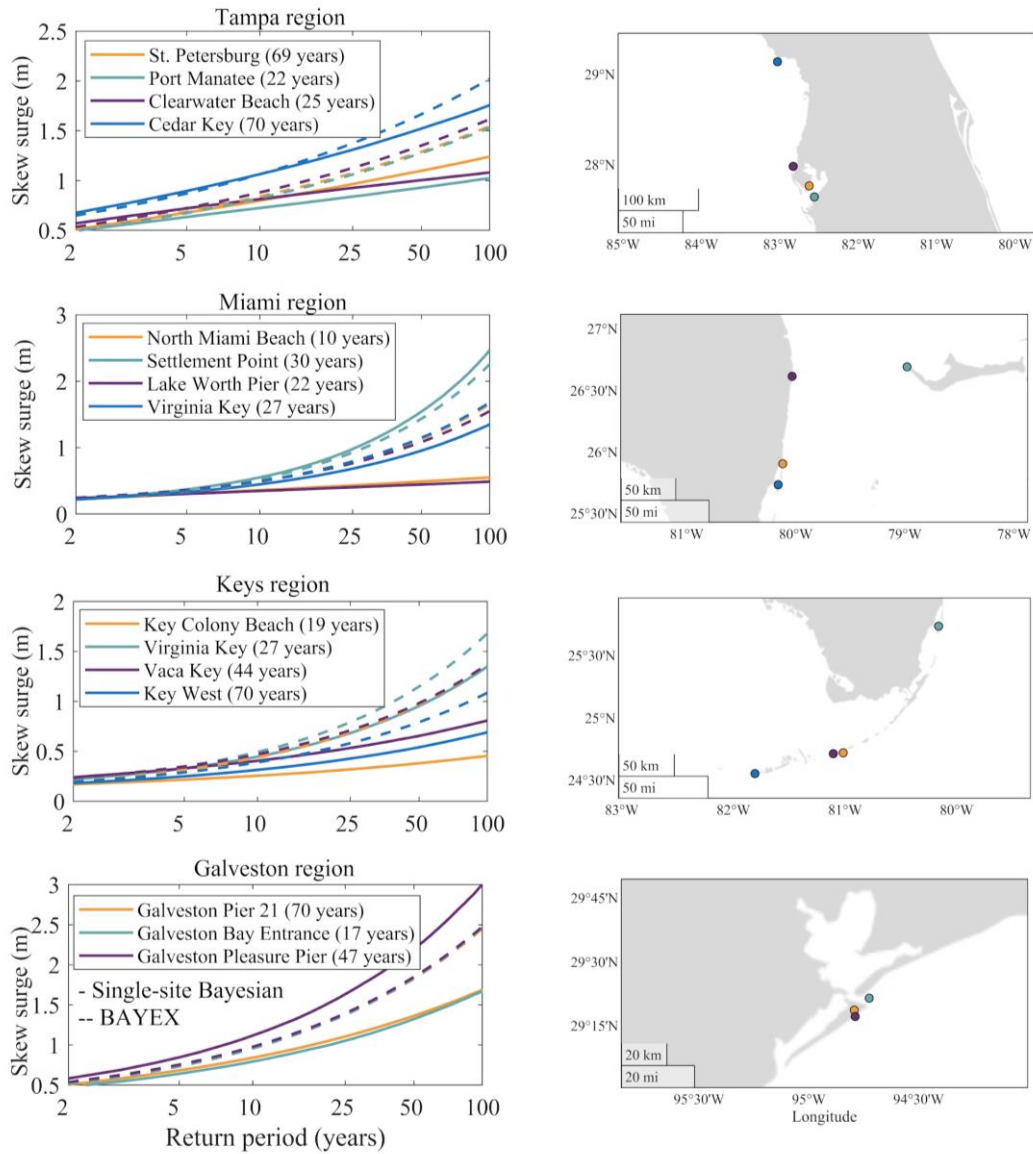 Tampa region
Skew surge (m)
2.5
2
1.5
1
0.5
St. Petersburg (69 years)
Port Manatee (22 years)
Clearwater Beach (25 years)
Cedar Key (70 years)
2 5 10 25 50 100
29°N
28°N
100 km
50 mi
85°W 84°W 83°W 82°W 81°W 80°W
Miami region
Skew surge (m)
3
2
1
0
North Miami Beach (10 years)
Settlement Point (30 years)
Lake Worth Pier (22 years)
Virginia Key (27 years)
2 5 10 25 50 100
27°N
26°30'N
26°N
25°30'N
50 km
50 mi
81°W 80°W 79°W 78°W
Keys region
Skew surge (m)
2
1.5
1
0.5
0
Key Colony Beach (19 years)
Virginia Key (27 years)
Vaca Key (44 years)
Key West (70 years)
2 5 10 25 50 100
25°30'N
25°N
24°30'N
50 km
50 mi
83°W 82°W 81°W 80°W
Galveston region
Skew surge (m)
3
2.5
2
1.5
1
0.5
Galveston Pier 21 (70 years)
Galveston Bay Entrance (17 years)
Galveston Pleasure Pier (47 years)
- Single-site Bayesian
-- BAYEX
2 5 10 25 50 100
Return period (years)
29°45'N
29°30'N
29°15'N
20 km
20 mi
95°30'W 95°W 94°30'W
Longitude